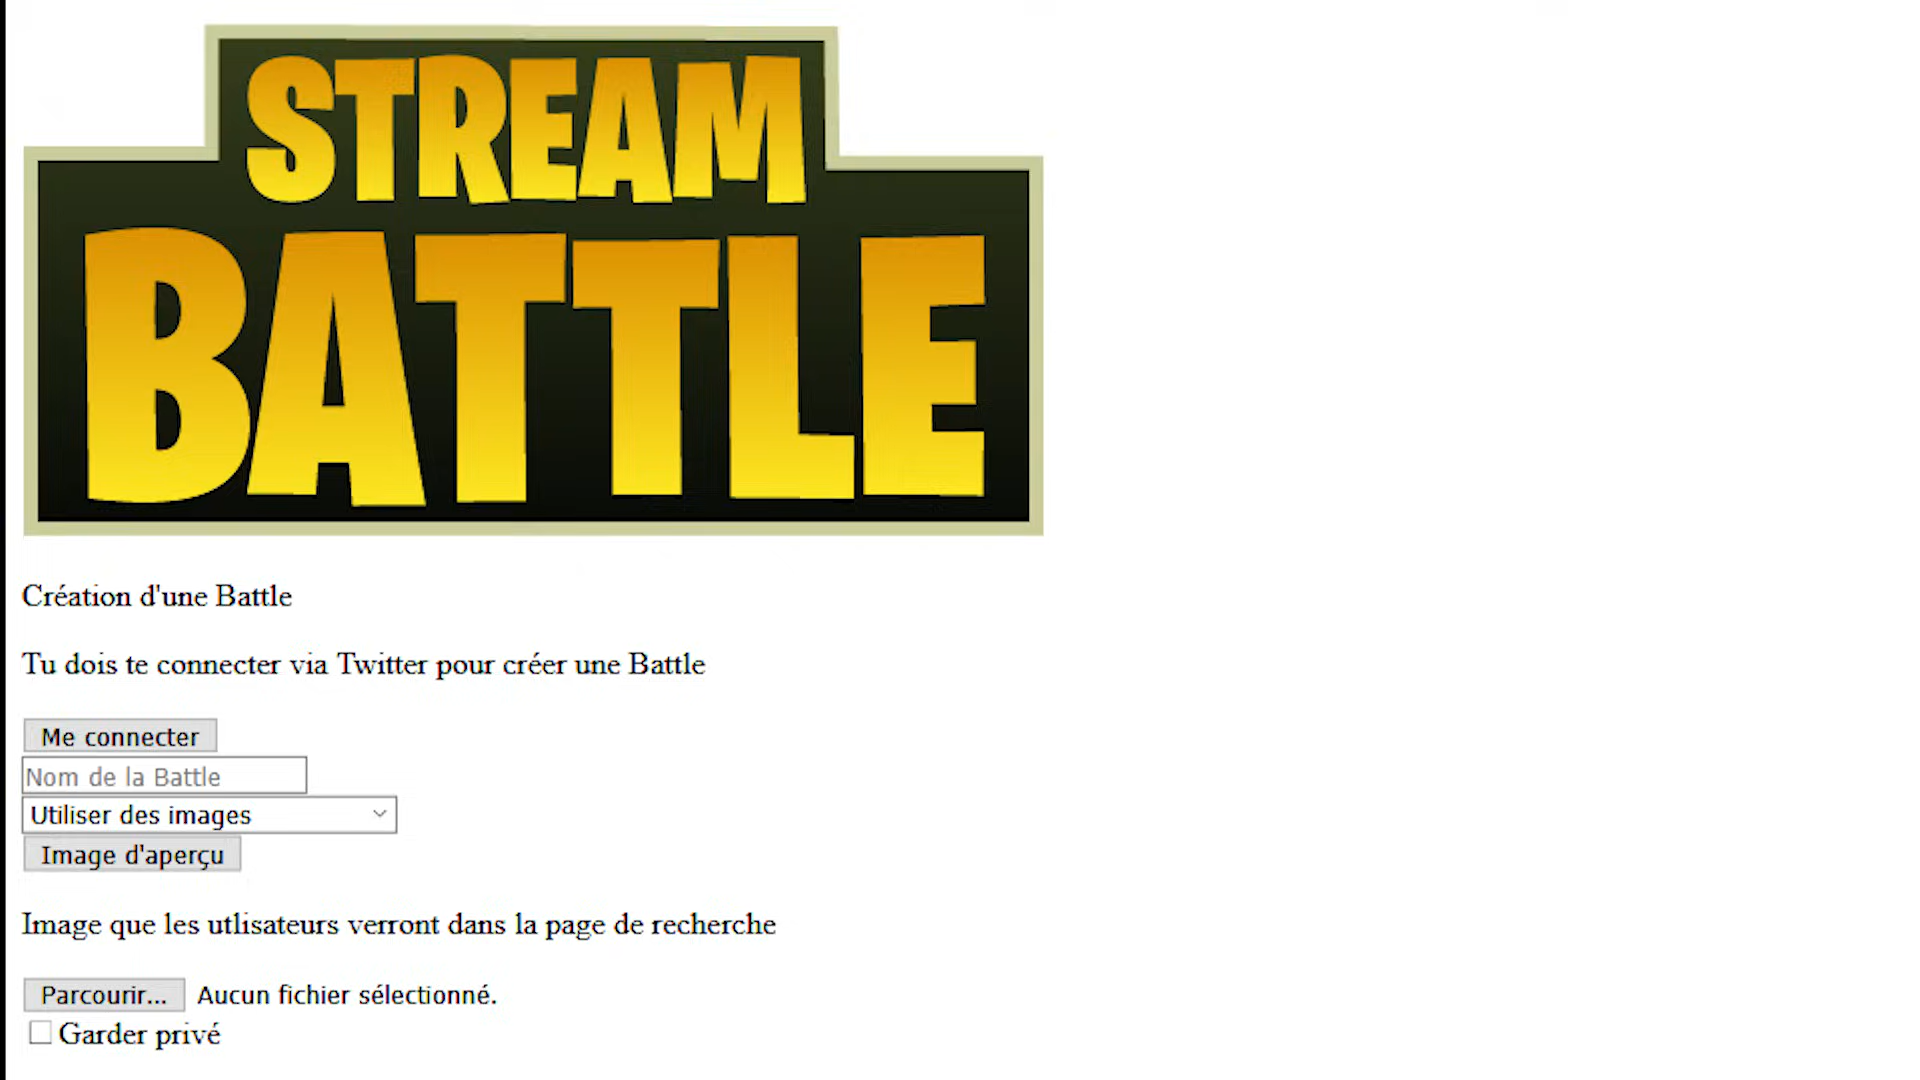 STREAM
BATTLE
Création d'une Battle
Tu dois te connecter via Twitter pour créer une Battle
Me connecter
Nom de la Battle
Utiliser des images
Image d'aperçu
Image que les utlisateurs verront dans la page de recherche
Parcourir... Aucun fichier sélectionné.
Garder privé